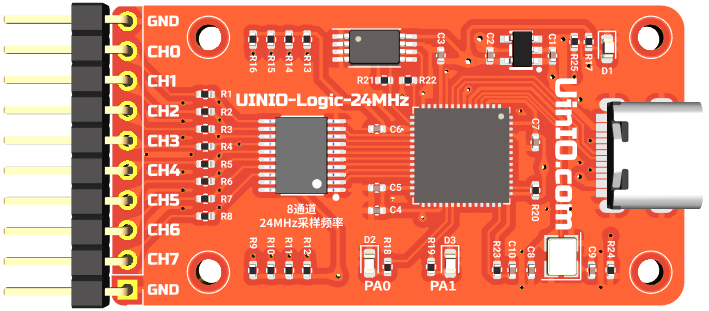 GND
CH0
CH1
CH2
CH3
CH4
CH5
CH6
CH7
GND
R16
R15
R14
R13
R21
R22
C3
C2
C1
R25
R17
D1
R1
R2
R3
R4
R5
R6
R7
R8
UINIO-Logic-24MHz
C6
C5
C4
C7
R20
UinIO.com
8通道
24MHz采样频率
R9
R10
R11
R12
D2
R18
PA0
R19
D3
PA1
R23
C10
C8
C9
R24